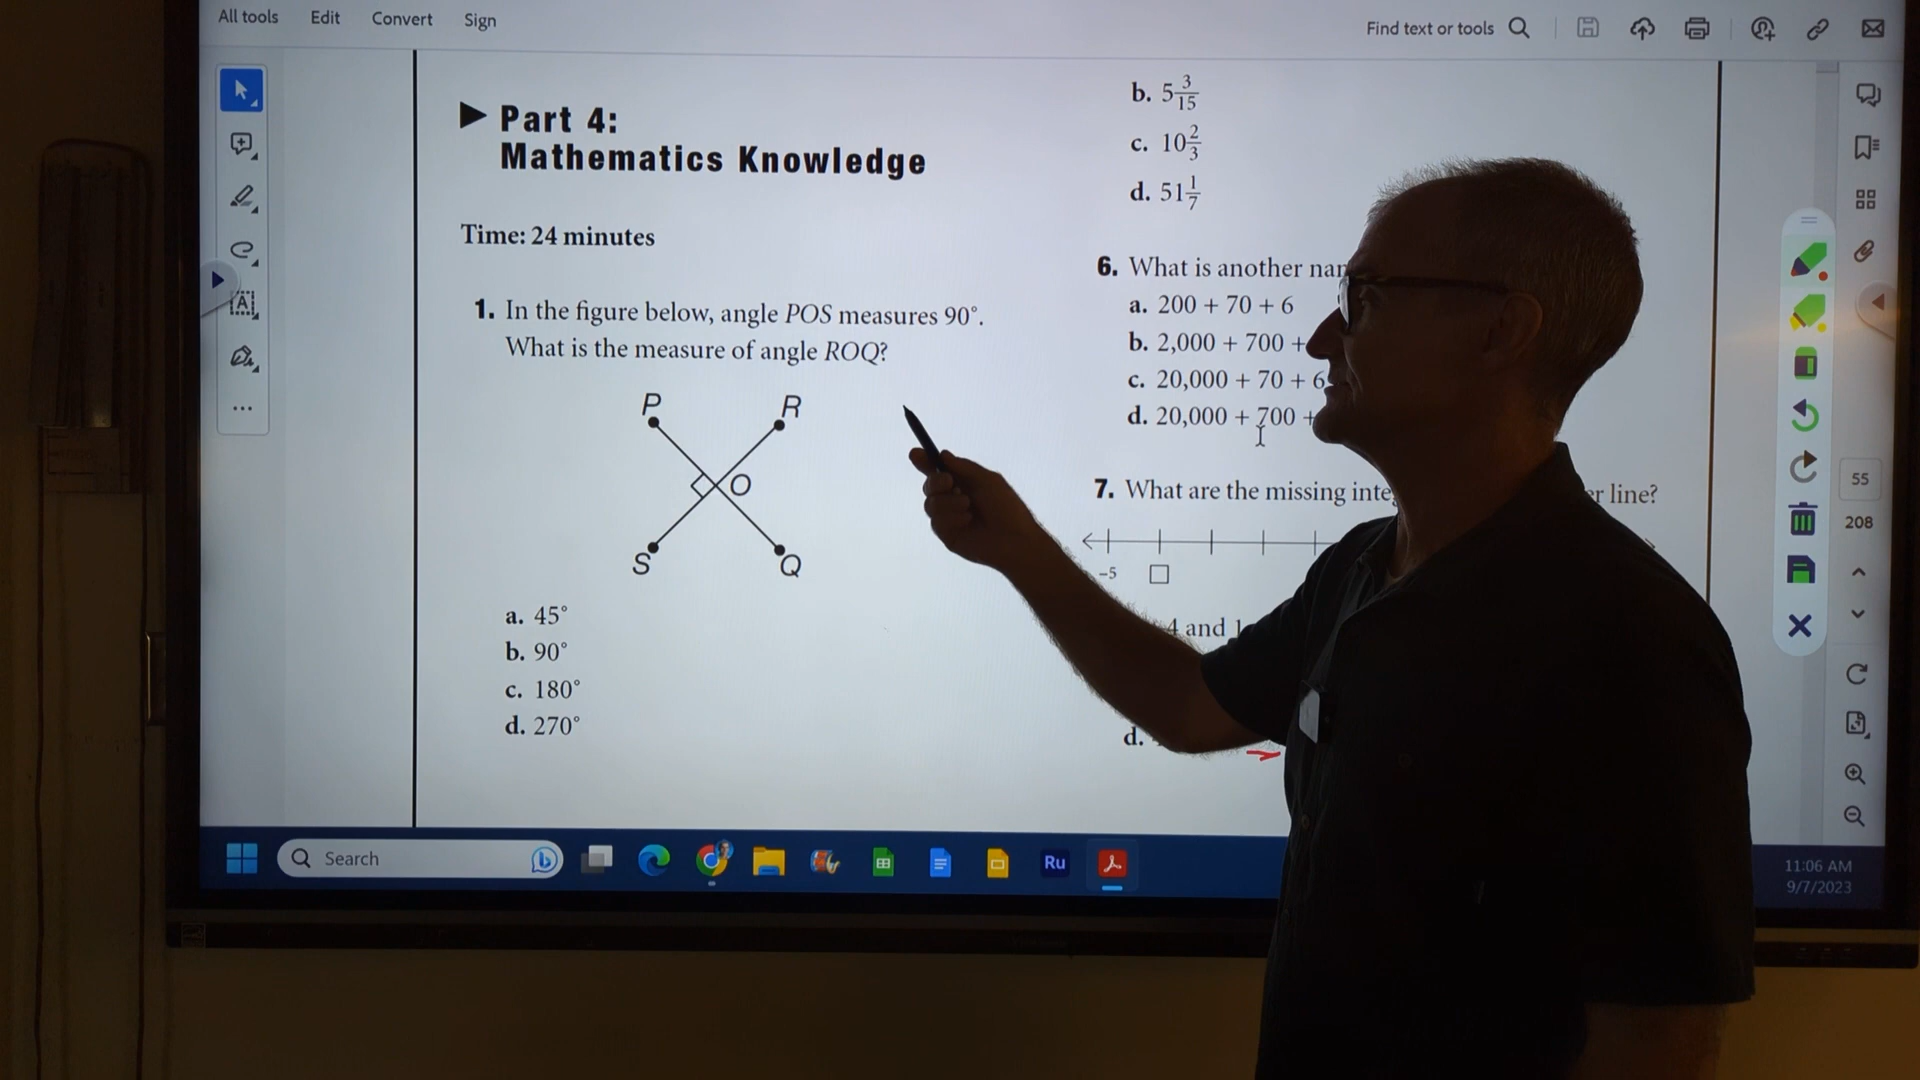 All tools Edit Convert Sign
Find text or tools
Part 4:
Mathematics Knowledge
Time: 24 minutes
1. In the figure below, angle POS measures 90°.
What is the measure of angle ROQ?
P
R
O
S
Q
a. 45°
b. 90°
c. 180°
d. 270°
b. 5 3/15
c. 10 2/3
d. 51 1/7
6. What is another
a. 200 + 70 + 6
b. 2,000 + 700 +
c. 20,000 + 70 + 6
d. 20,000 + 700 +
7. What are the missing line?
-5
4 and
d.
55
208
Search
Ru
11:06 AM
9/7/2023